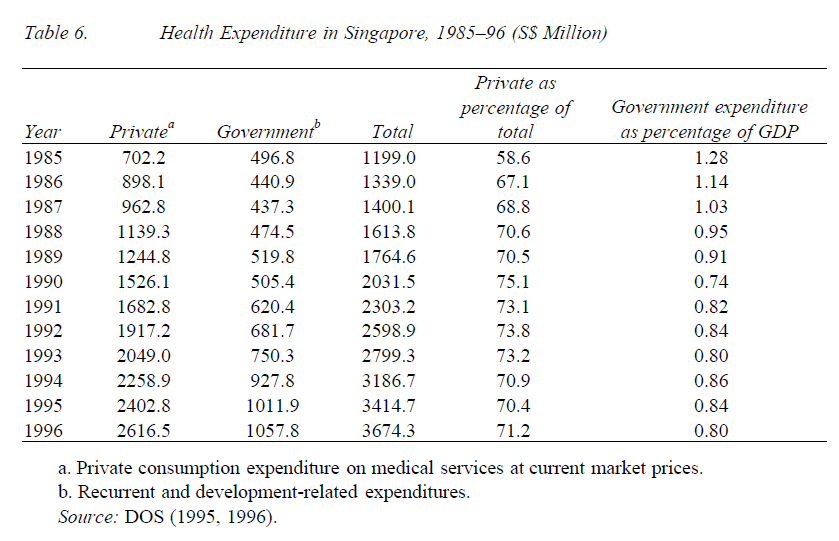 Table 6. Health Expenditure in Singapore, 1985–96 (S$ Million)
Private as
percentage of Government expenditure
Year Privateᵃ Governmentᵇ Total total as percentage of GDP
1985 702.2 496.8 1199.0 58.6 1.28
1986 898.1 440.9 1339.0 67.1 1.14
1987 962.8 437.3 1400.1 68.8 1.03
1988 1139.3 474.5 1613.8 70.6 0.95
1989 1244.8 519.8 1764.6 70.5 0.91
1990 1526.1 505.4 2031.5 75.1 0.74
1991 1682.8 620.4 2303.2 73.1 0.82
1992 1917.2 681.7 2598.9 73.8 0.84
1993 2049.0 750.3 2799.3 73.2 0.80
1994 2258.9 927.8 3186.7 70.9 0.86
1995 2402.8 1011.9 3414.7 70.4 0.84
1996 2616.5 1057.8 3674.3 71.2 0.80
a. Private consumption expenditure on medical services at current market prices.
b. Recurrent and development-related expenditures.
Source: DOS (1995, 1996).